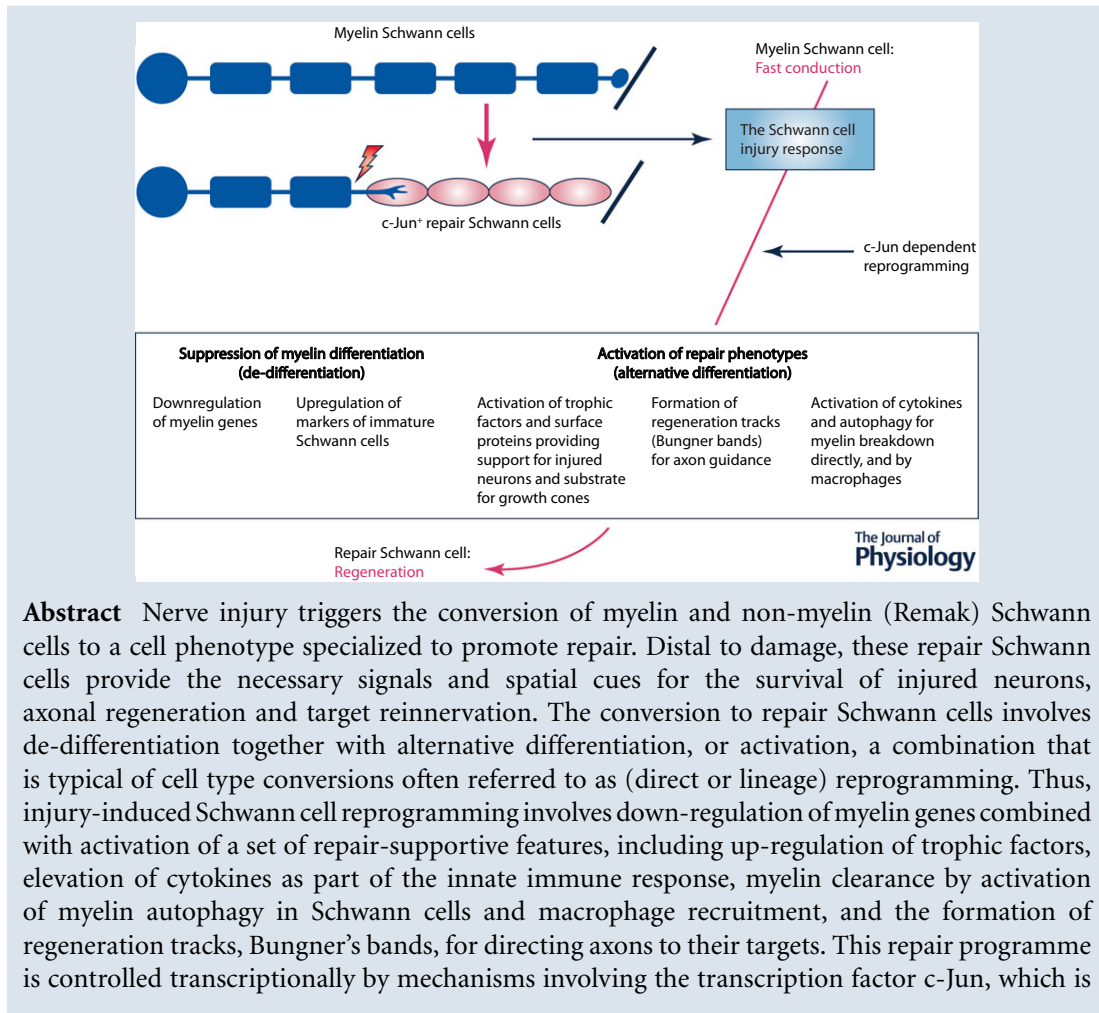 Myelin Schwann cells
Myelin Schwann cell:
Fast conduction
The Schwann cell
injury response
c-Jun⁺ repair Schwann cells
c-Jun dependent
reprogramming
Suppression of myelin differentiation
(de-differentiation)
Activation of repair phenotypes
(alternative differentiation)
Downregulation
of myelin genes
Upregulation of
markers of immature
Schwann cells
Activation of trophic
factors and surface
proteins providing
support for injured
neurons and substrate
for growth cones
Formation of
regeneration tracks
(Bungner bands)
for axon guidance
Activation of cytokines
and autophagy for
myelin breakdown
directly, and by
macrophages
Repair Schwann cell:
Regeneration
The Journal of
Physiology
Abstract Nerve injury triggers the conversion of myelin and non-myelin (Remak) Schwann
cells to a cell phenotype specialized to promote repair. Distal to damage, these repair Schwann
cells provide the necessary signals and spatial cues for the survival of injured neurons,
axonal regeneration and target reinnervation. The conversion to repair Schwann cells involves
de-differentiation together with alternative differentiation, or activation, a combination that
is typical of cell type conversions often referred to as (direct or lineage) reprogramming. Thus,
injury-induced Schwann cell reprogramming involves down-regulation of myelin genes combined
with activation of a set of repair-supportive features, including up-regulation of trophic factors,
elevation of cytokines as part of the innate immune response, myelin clearance by activation
of myelin autophagy in Schwann cells and macrophage recruitment, and the formation of
regeneration tracks, Bungner's bands, for directing axons to their targets. This repair programme
is controlled transcriptionally by mechanisms involving the transcription factor c-Jun, which is